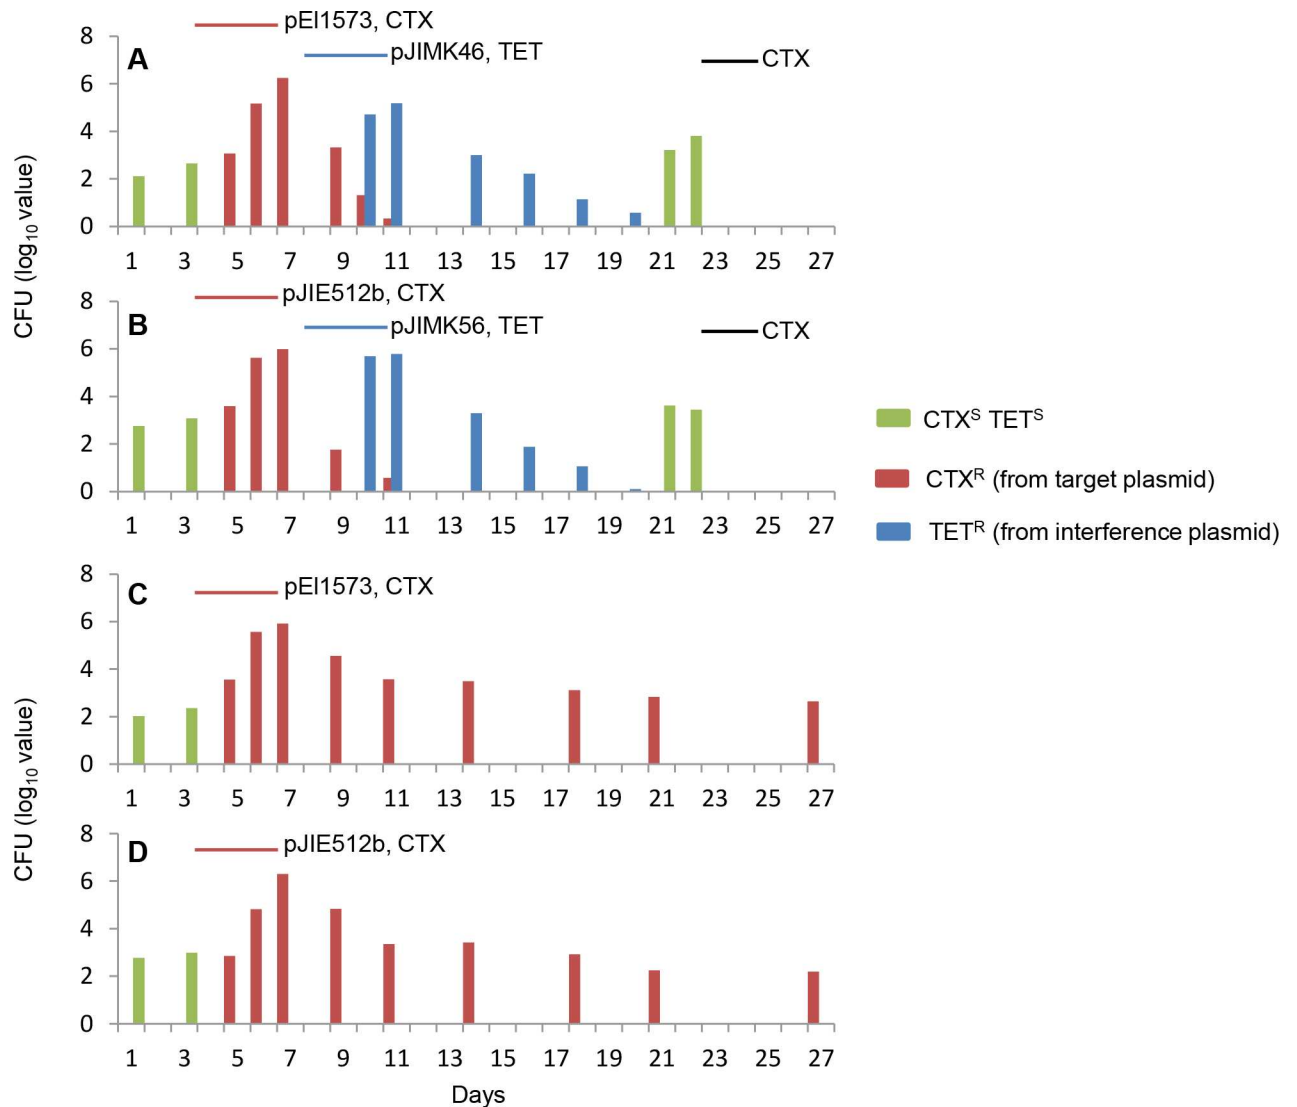 pEl1573, CTX
8
A
pJIMK46, TET
CTX
6
4
2
0
1 3 5 7 9 11 13 15 17 19 21 23 25 27
CFU (log10 value)
pJIE512b, CTX
8
B
pJIMK56, TET
CTX
6
4
2
0
1 3 5 7 9 11 13 15 17 19 21 23 25 27
CTXS TETS
CTXR (from target plasmid)
TETR (from interference plasmid)
8
C
pEl1573, CTX
6
4
2
0
1 3 5 7 9 11 13 15 17 19 21 23 25 27
CFU (log10 value)
8
D
pJIE512b, CTX
6
4
2
0
1 3 5 7 9 11 13 15 17 19 21 23 25 27
Days